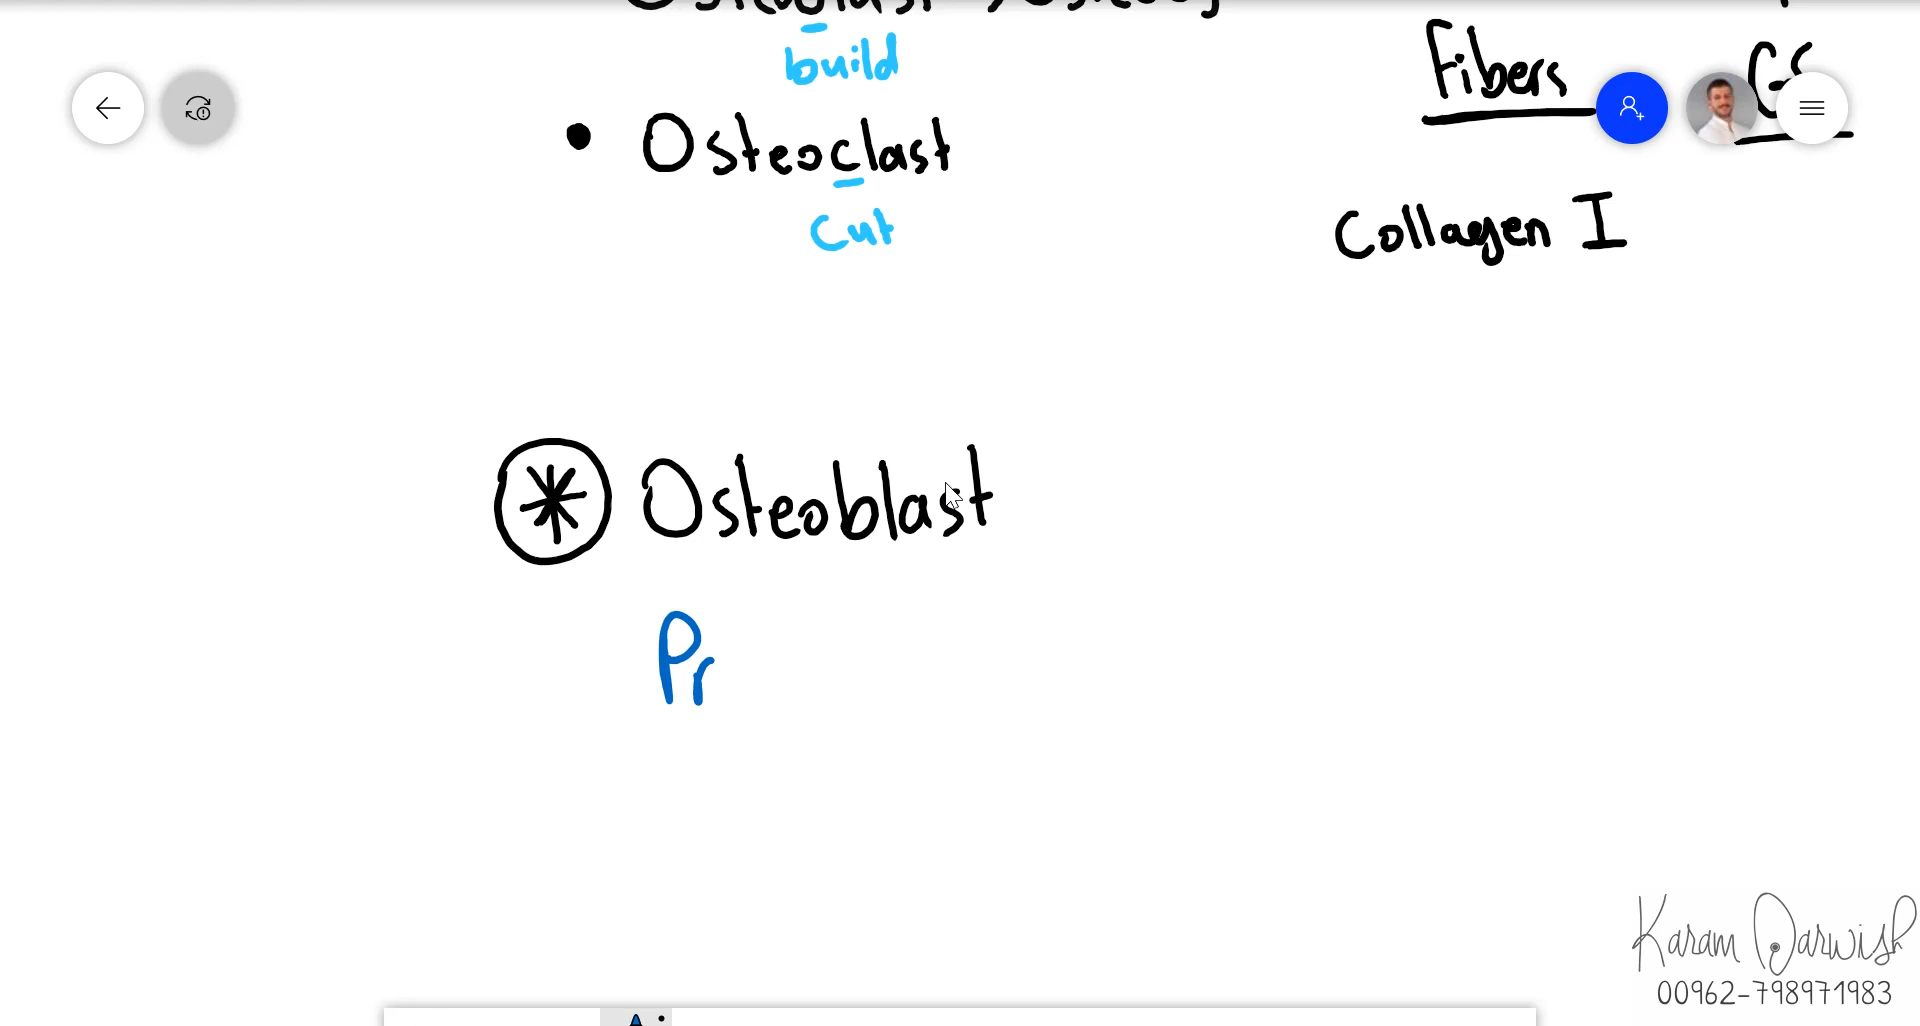 build
Fibers
• Osteoclast
cut
Collagen I
Osteoblast
Pr
Karam Darwish
00962-798971983